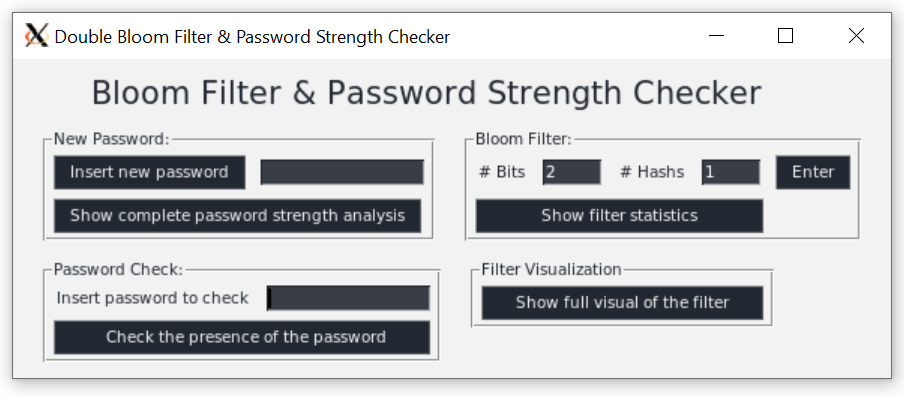 Double Bloom Filter & Password Strength Checker
Bloom Filter & Password Strength Checker
New Password:
Insert new password
Show complete password strength analysis
Bloom Filter:
# Bits 2 # Hashs 1 Enter
Show filter statistics
Password Check:
Insert password to check
Check the presence of the password
Filter Visualization
Show full visual of the filter